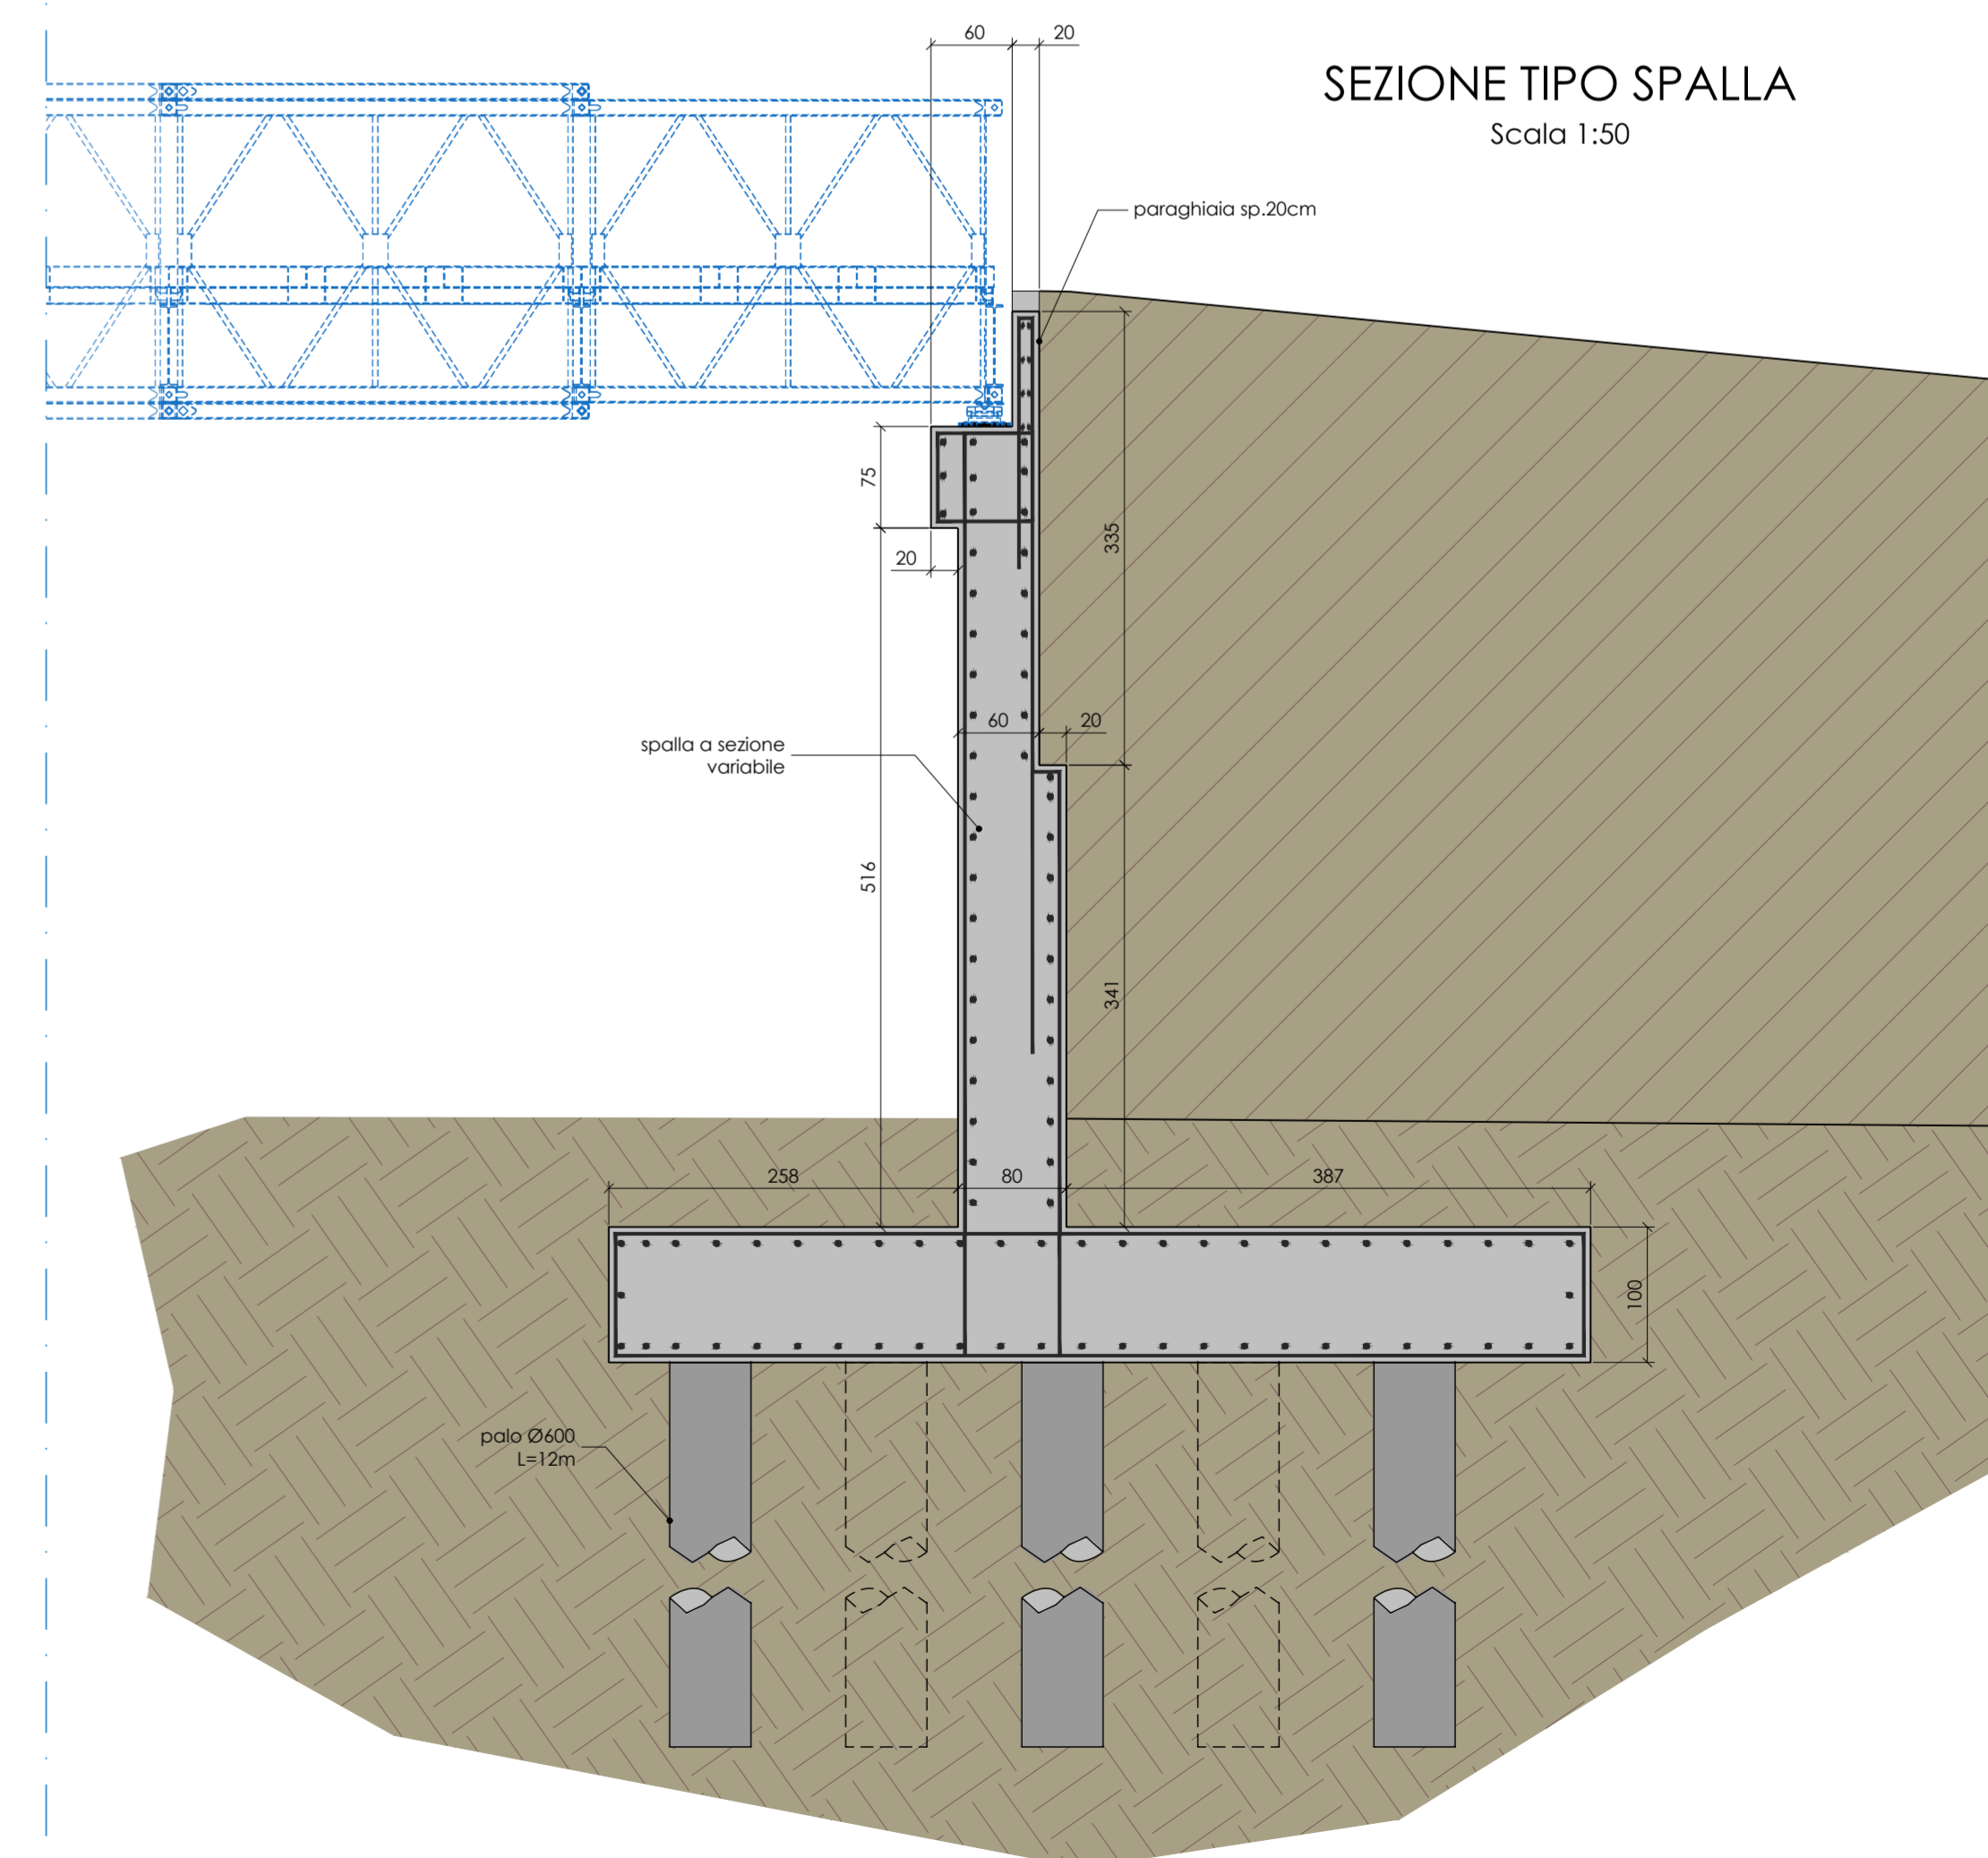 60
20
SEZIONE TIPO SPALLA
Scala 1:50
paraghiaia sp.20cm
75
335
20
60
20
spalla a sezione
variabile
516
341
258
80
387
100
palo Ø600
L=12m